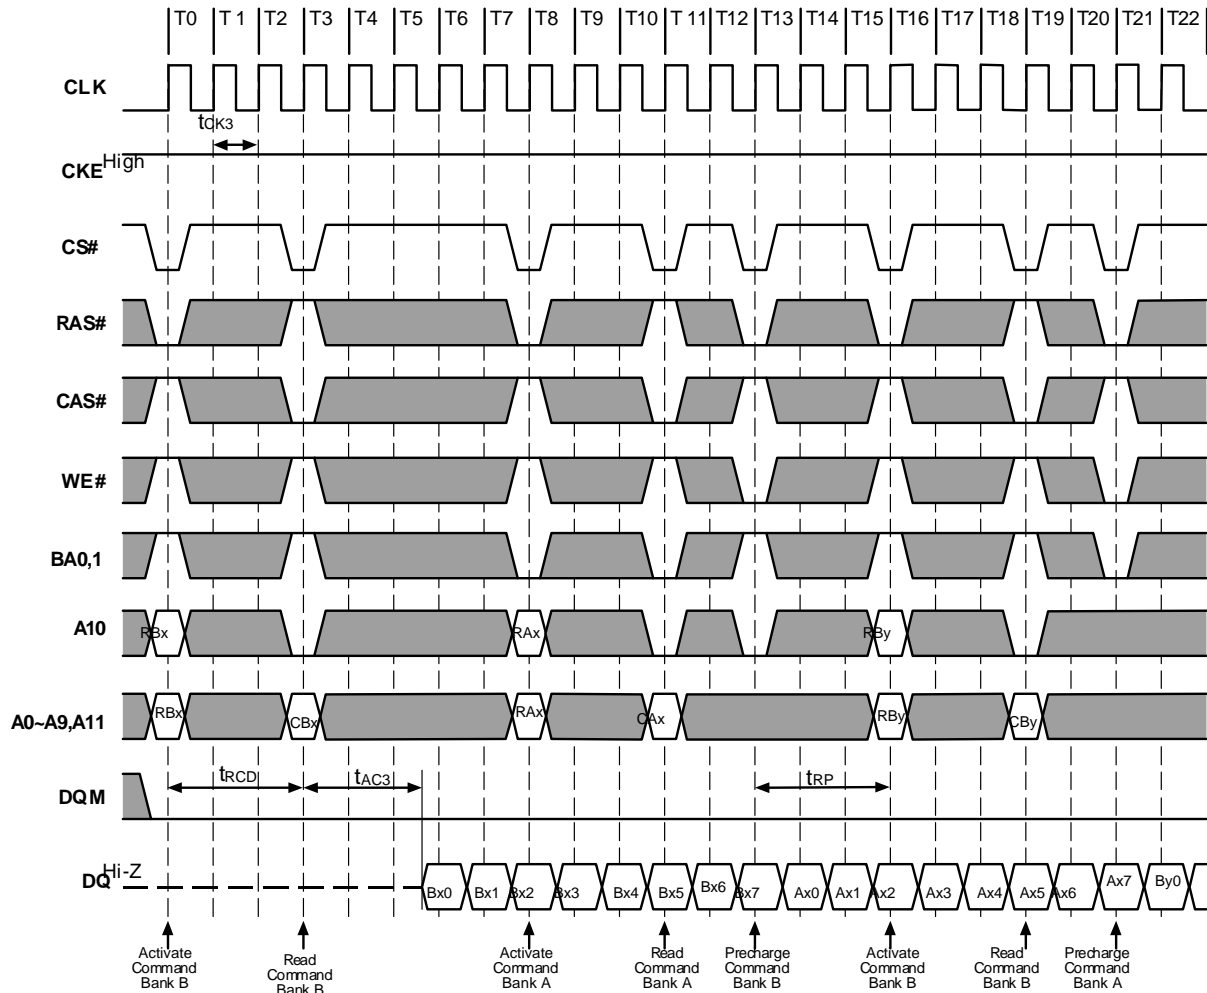 T0 T 1 T2 T3 T4 T5 T6 T7 T8 T9 T10 T 11 T12 T13 T14 T15 T16 T17 T18 T19 T20 T21 T22
CLK
tCK3
High
CKE
CS#
RAS#
CAS#
WE#
BA0,1
A10
RBx RAx RBy
A0~A9,A11
RBx CBx RAx CAx RBy CBy
tRCD tAC3 tRP
DQM
Hi-Z
DQ
Bx0 Bx1 Bx2 Bx3 Bx4 Bx5 Bx6 Bx7 Ax0 Ax1 Ax2 Ax3 Ax4 Ax5 Ax6 Ax7 By0
Activate Command Bank B
Read Command Bank B
Activate Command Bank A
Read Command Bank A
Precharge Command Bank B
Activate Command Bank B
Read Command Bank B
Precharge Command Bank A